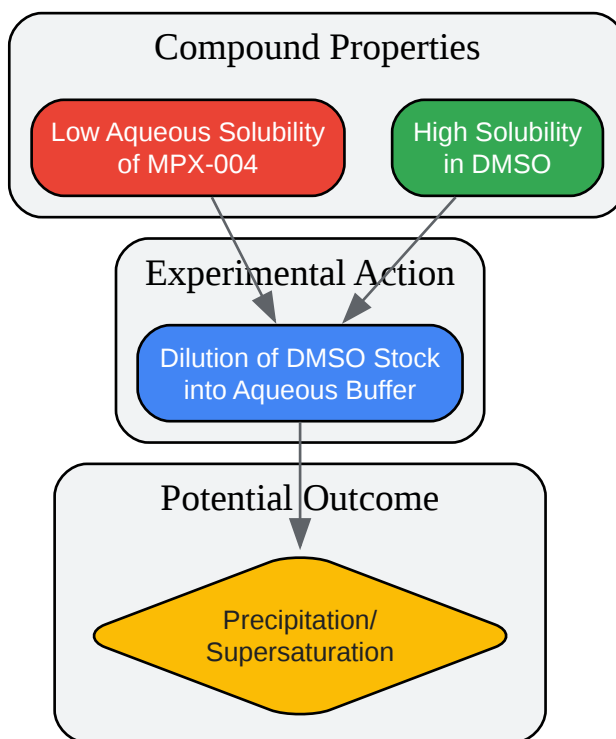 Compound Properties
Low Aqueous Solubility
of MPX-004
High Solubility
in DMSO
Experimental Action
Dilution of DMSO Stock
into Aqueous Buffer
Potential Outcome
Precipitation/
Supersaturation